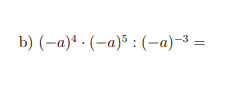 b) (−a)⁴ · (−a)⁵ : (−a)⁻³ =